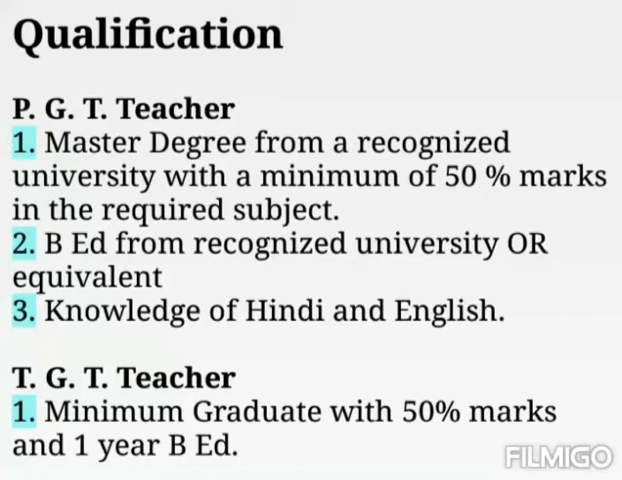 Qualification
P. G. T. Teacher
1. Master Degree from a recognized
university with a minimum of 50 % marks
in the required subject.
2. B Ed from recognized university OR
equivalent
3. Knowledge of Hindi and English.
T. G. T. Teacher
1. Minimum Graduate with 50% marks
and 1 year B Ed.
FILMIGO